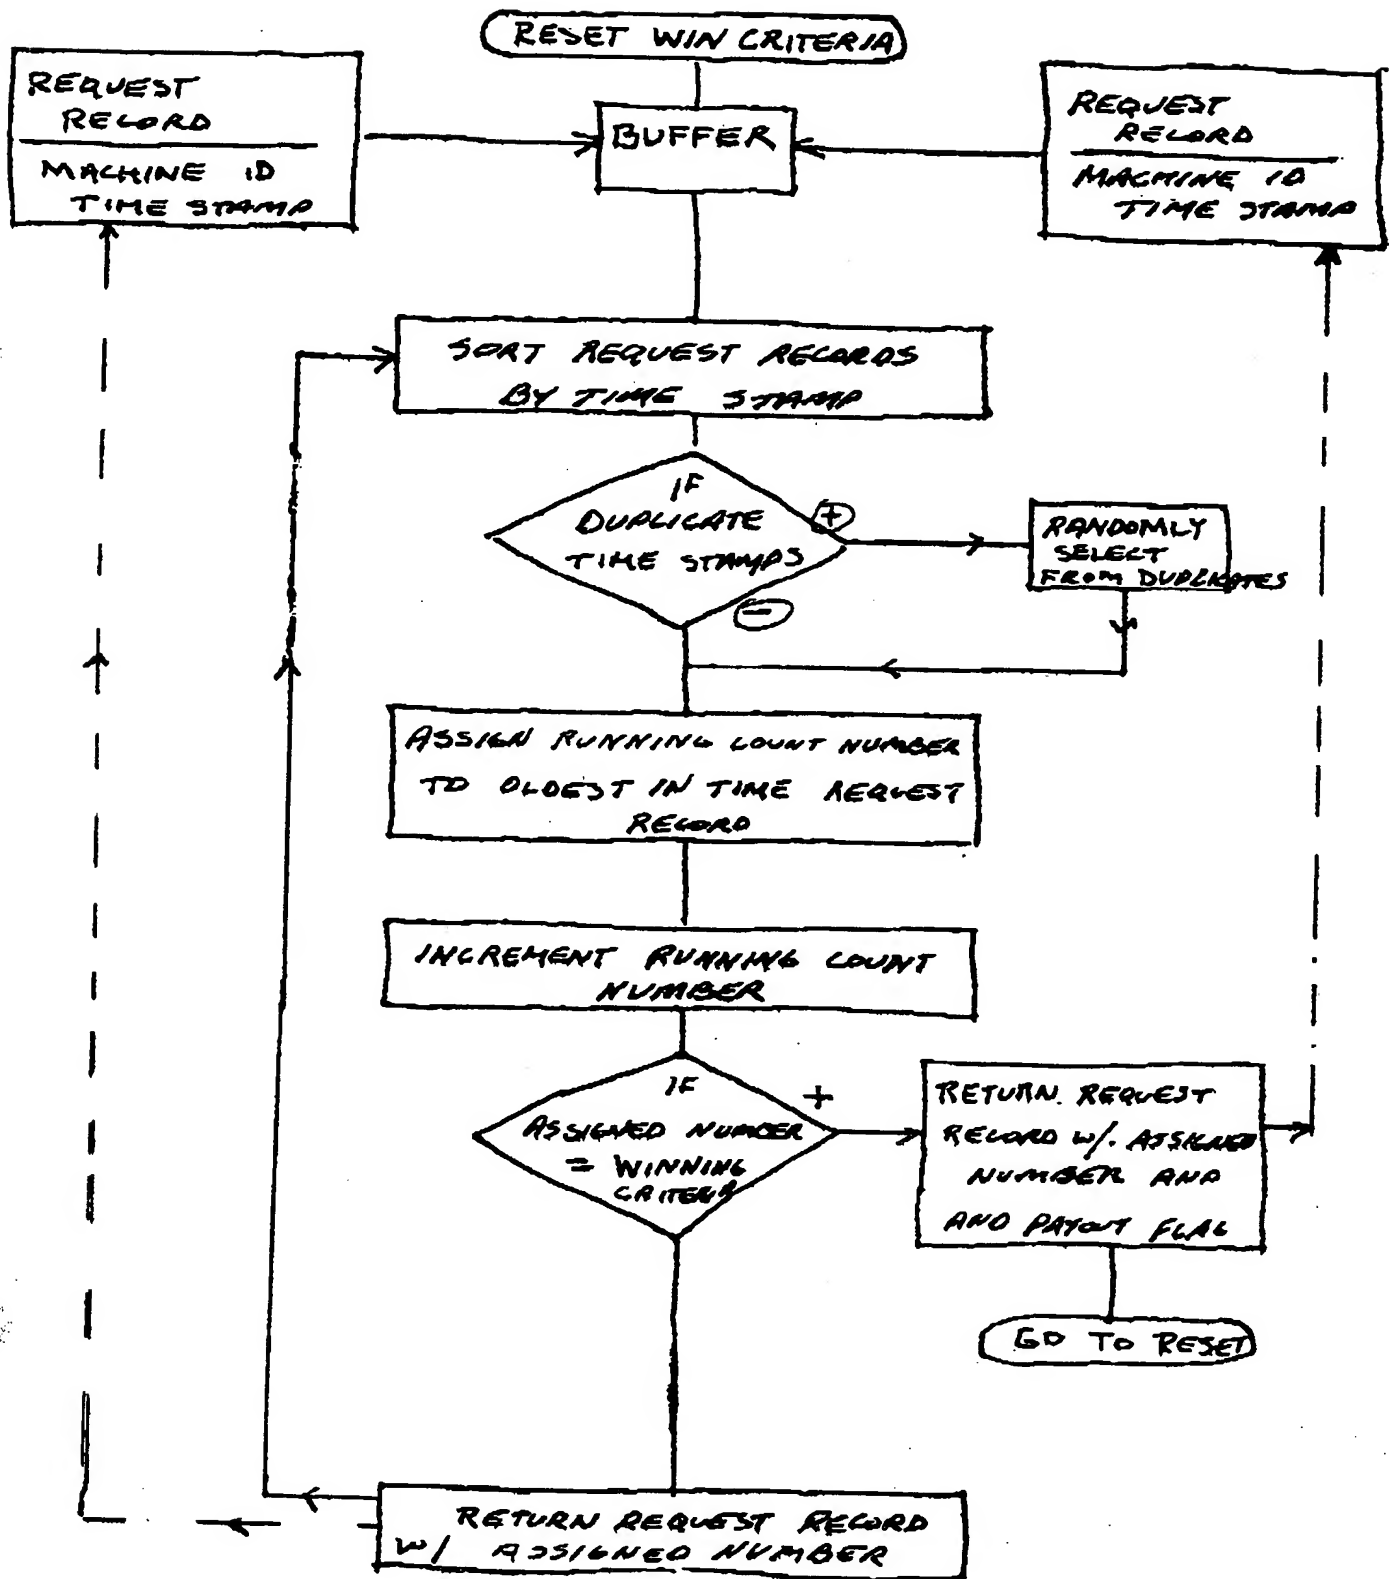 RESET WIN CRITERIA
REQUEST
RECORD
MACHINE ID
TIME STAMP
BUFFER
REQUEST
RECORD
MACHINE ID
TIME STAMP
SORT REQUEST RECORDS
BY TIME STAMP
IF
DUPLICATE
TIME STAMPS
+
-
RANDOMLY
SELECT
FROM DUPLICATES
ASSIGN RUNNING COUNT NUMBER
TO OLDEST IN TIME REQUEST
RECORD
INCREMENT RUNNING COUNT
NUMBER
IF
ASSIGNED NUMBER
= WINNING
CRITERIA
+
RETURN REQUEST
RECORD W/. ASSIGNED
NUMBER AND
AND PAYOUT FLAG
GO TO RESET
RETURN REQUEST RECORD
W/ ASSIGNED NUMBER